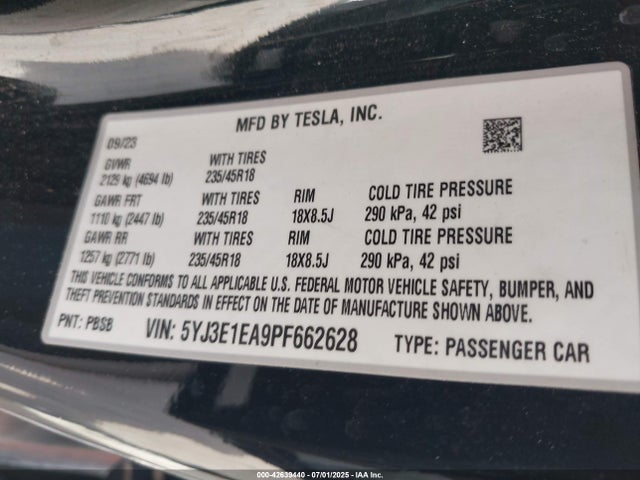 MFD BY TESLA, INC.
09/23
GVWR WITH TIRES
2129 kg (4694 lb) 235/45R18
GAWR FRT WITH TIRES RIM COLD TIRE PRESSURE
1110 kg (2447 lb) 235/45R18 18X8.5J 290 kPa, 42 psi
GAWR RR WITH TIRES RIM COLD TIRE PRESSURE
1257 kg (2771 lb) 235/45R18 18X8.5J 290 kPa, 42 psi
THIS VEHICLE CONFORMS TO ALL APPLICABLE U.S. FEDERAL MOTOR VEHICLE SAFETY, BUMPER, AND
THEFT PREVENTION STANDARDS IN EFFECT ON THE DATE OF MANUFACTURE SHOWN ABOVE.
PNT: PBSB VIN: 5YJ3E1EA9PF662628 TYPE: PASSENGER CAR
000-42639440 - 07/01/2025 - IAA Inc.